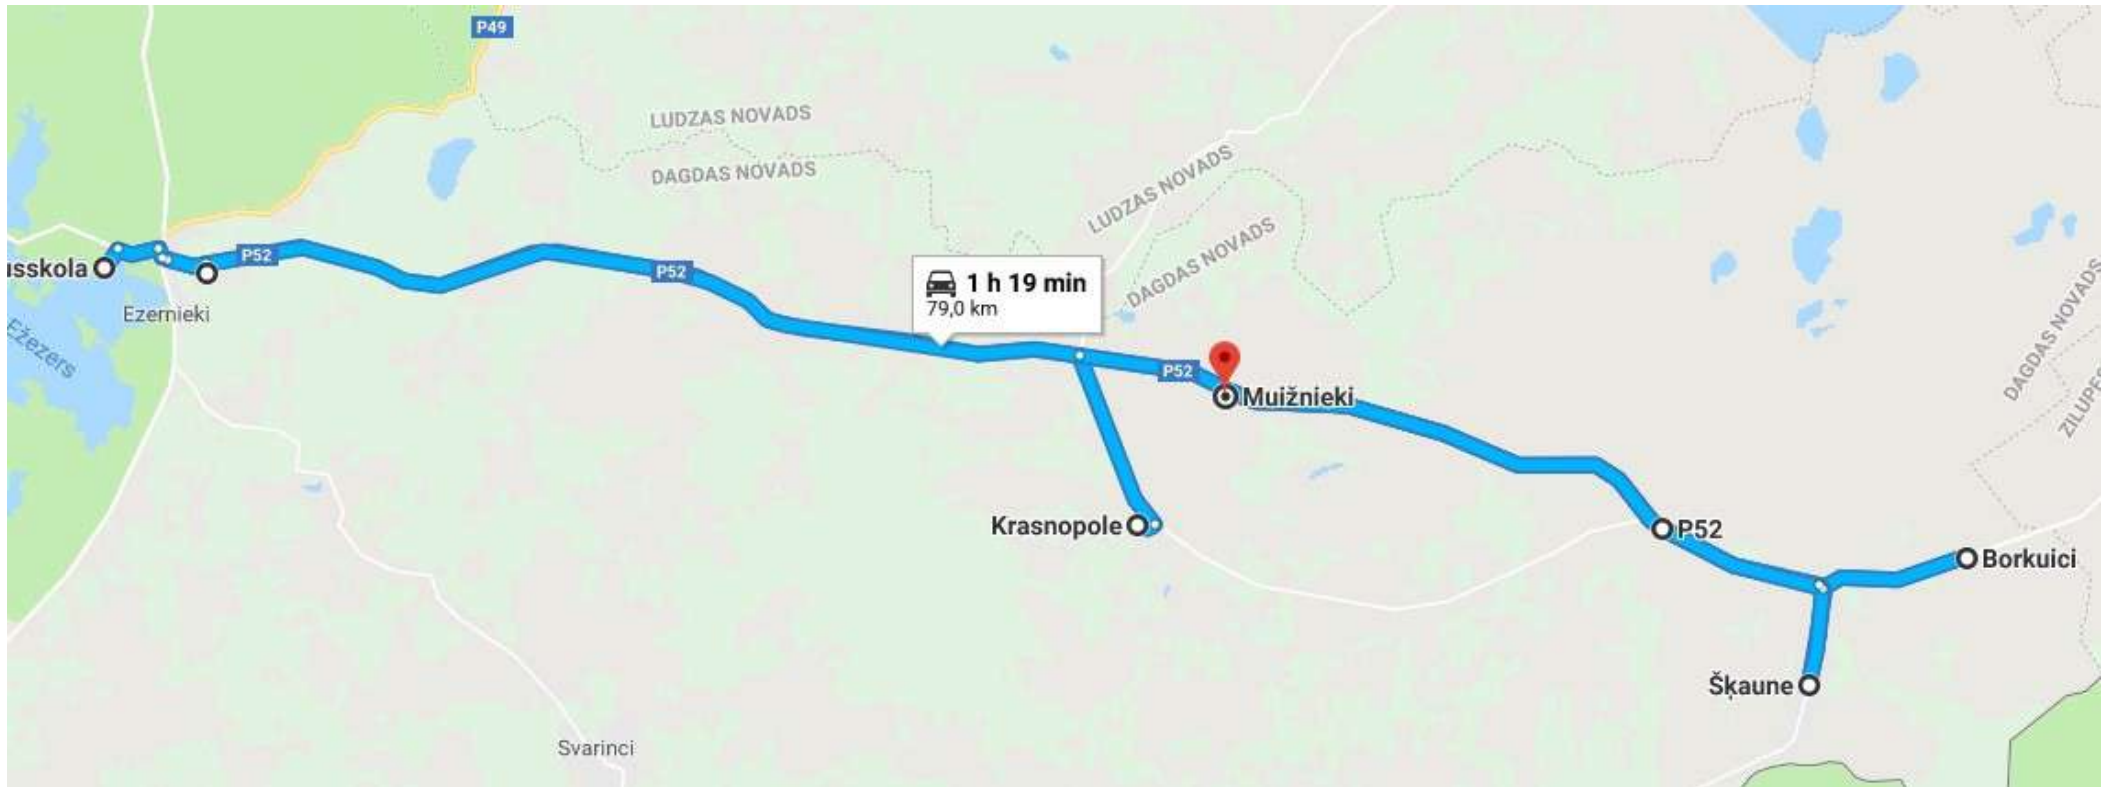 P49
LUDZAS NOVADS
DAGDAS NOVADS
LUDZAS NOVADS
DAGDAS NOVADS
P52
usskola
P52
1 h 19 min
79,0 km
Ezernieki
Ežezers
DAGDAS NOVADS
P52
Muižnieki
ZILUPES
Krasnopole
P52
Borkuici
Šķaune
Svarinci